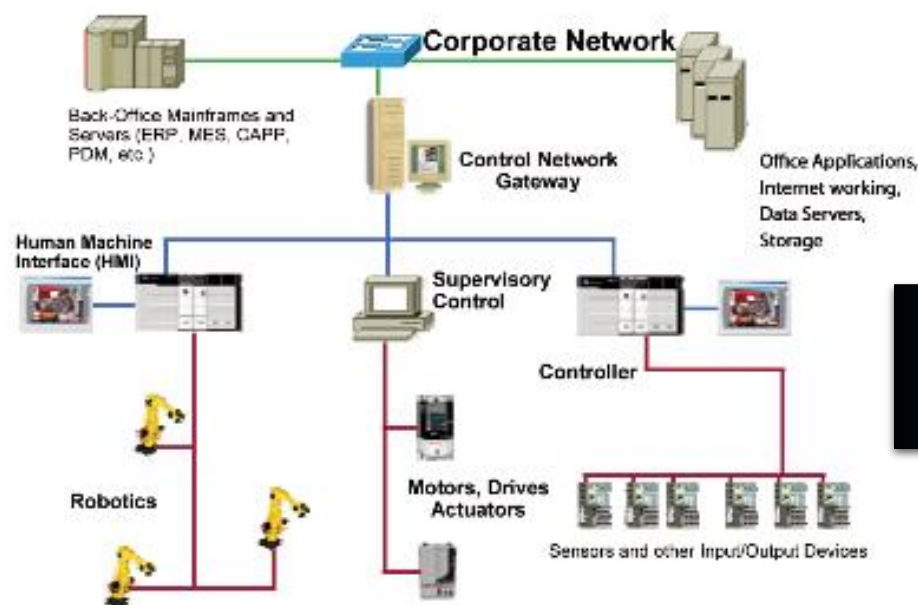 Corporate Network
Back-Office Mainframes and
Servers (ERP, MES, CAPP,
PDM, etc.)
Control Network
Gateway
Office Applications,
Internet working,
Data Servers,
Storage
Human Machine
Interface (HMI)
Supervisory
Control
Controller
Robotics
Motors, Drives
Actuators
Sensors and other Input/Output Devices